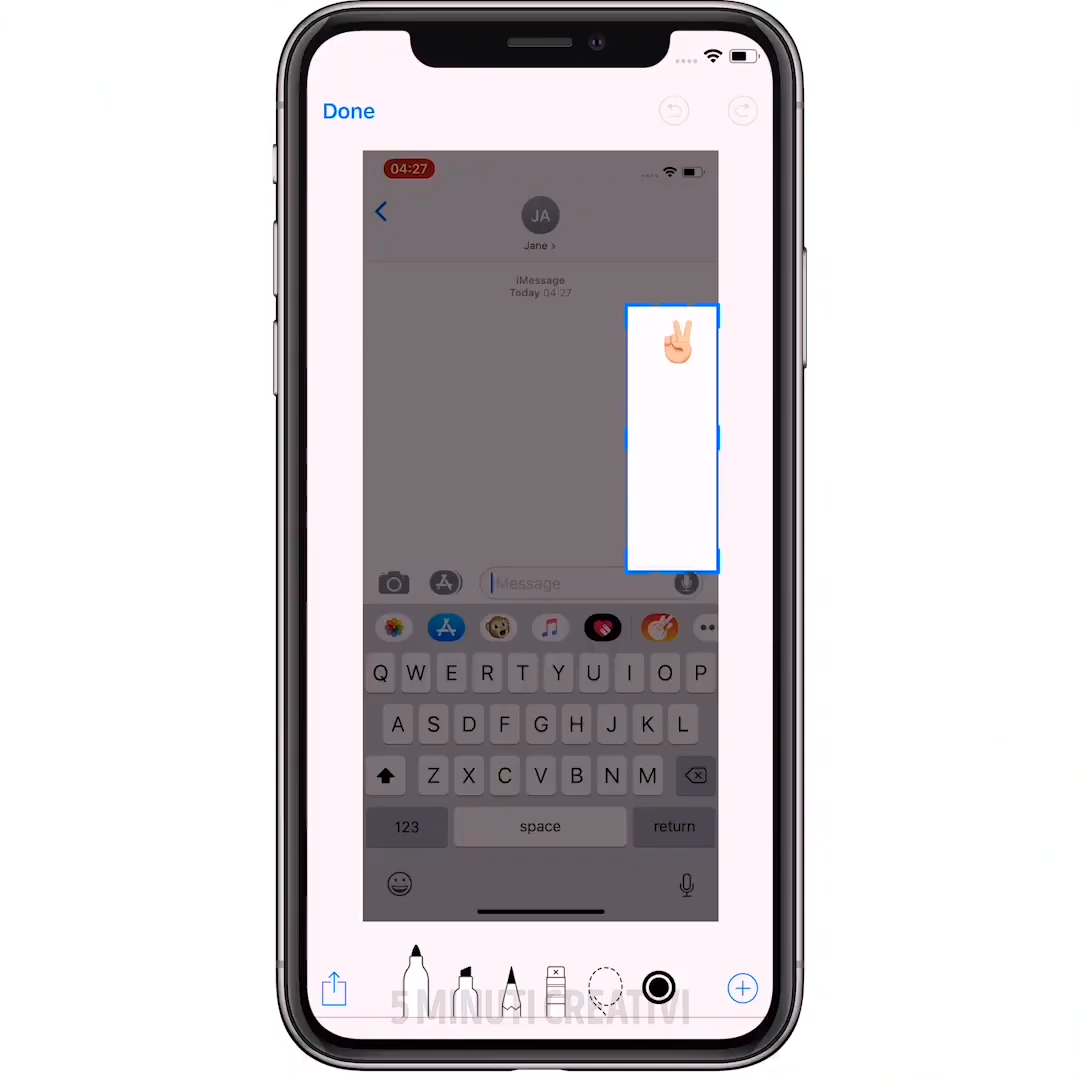 Done
04:27
JA
Jane >
iMessage
Today 04:27
Message
Q W E R T Y U I O P
A S D F G H J K L
Z X C V B N M
123 space return
5 MINUTI CREATIVI